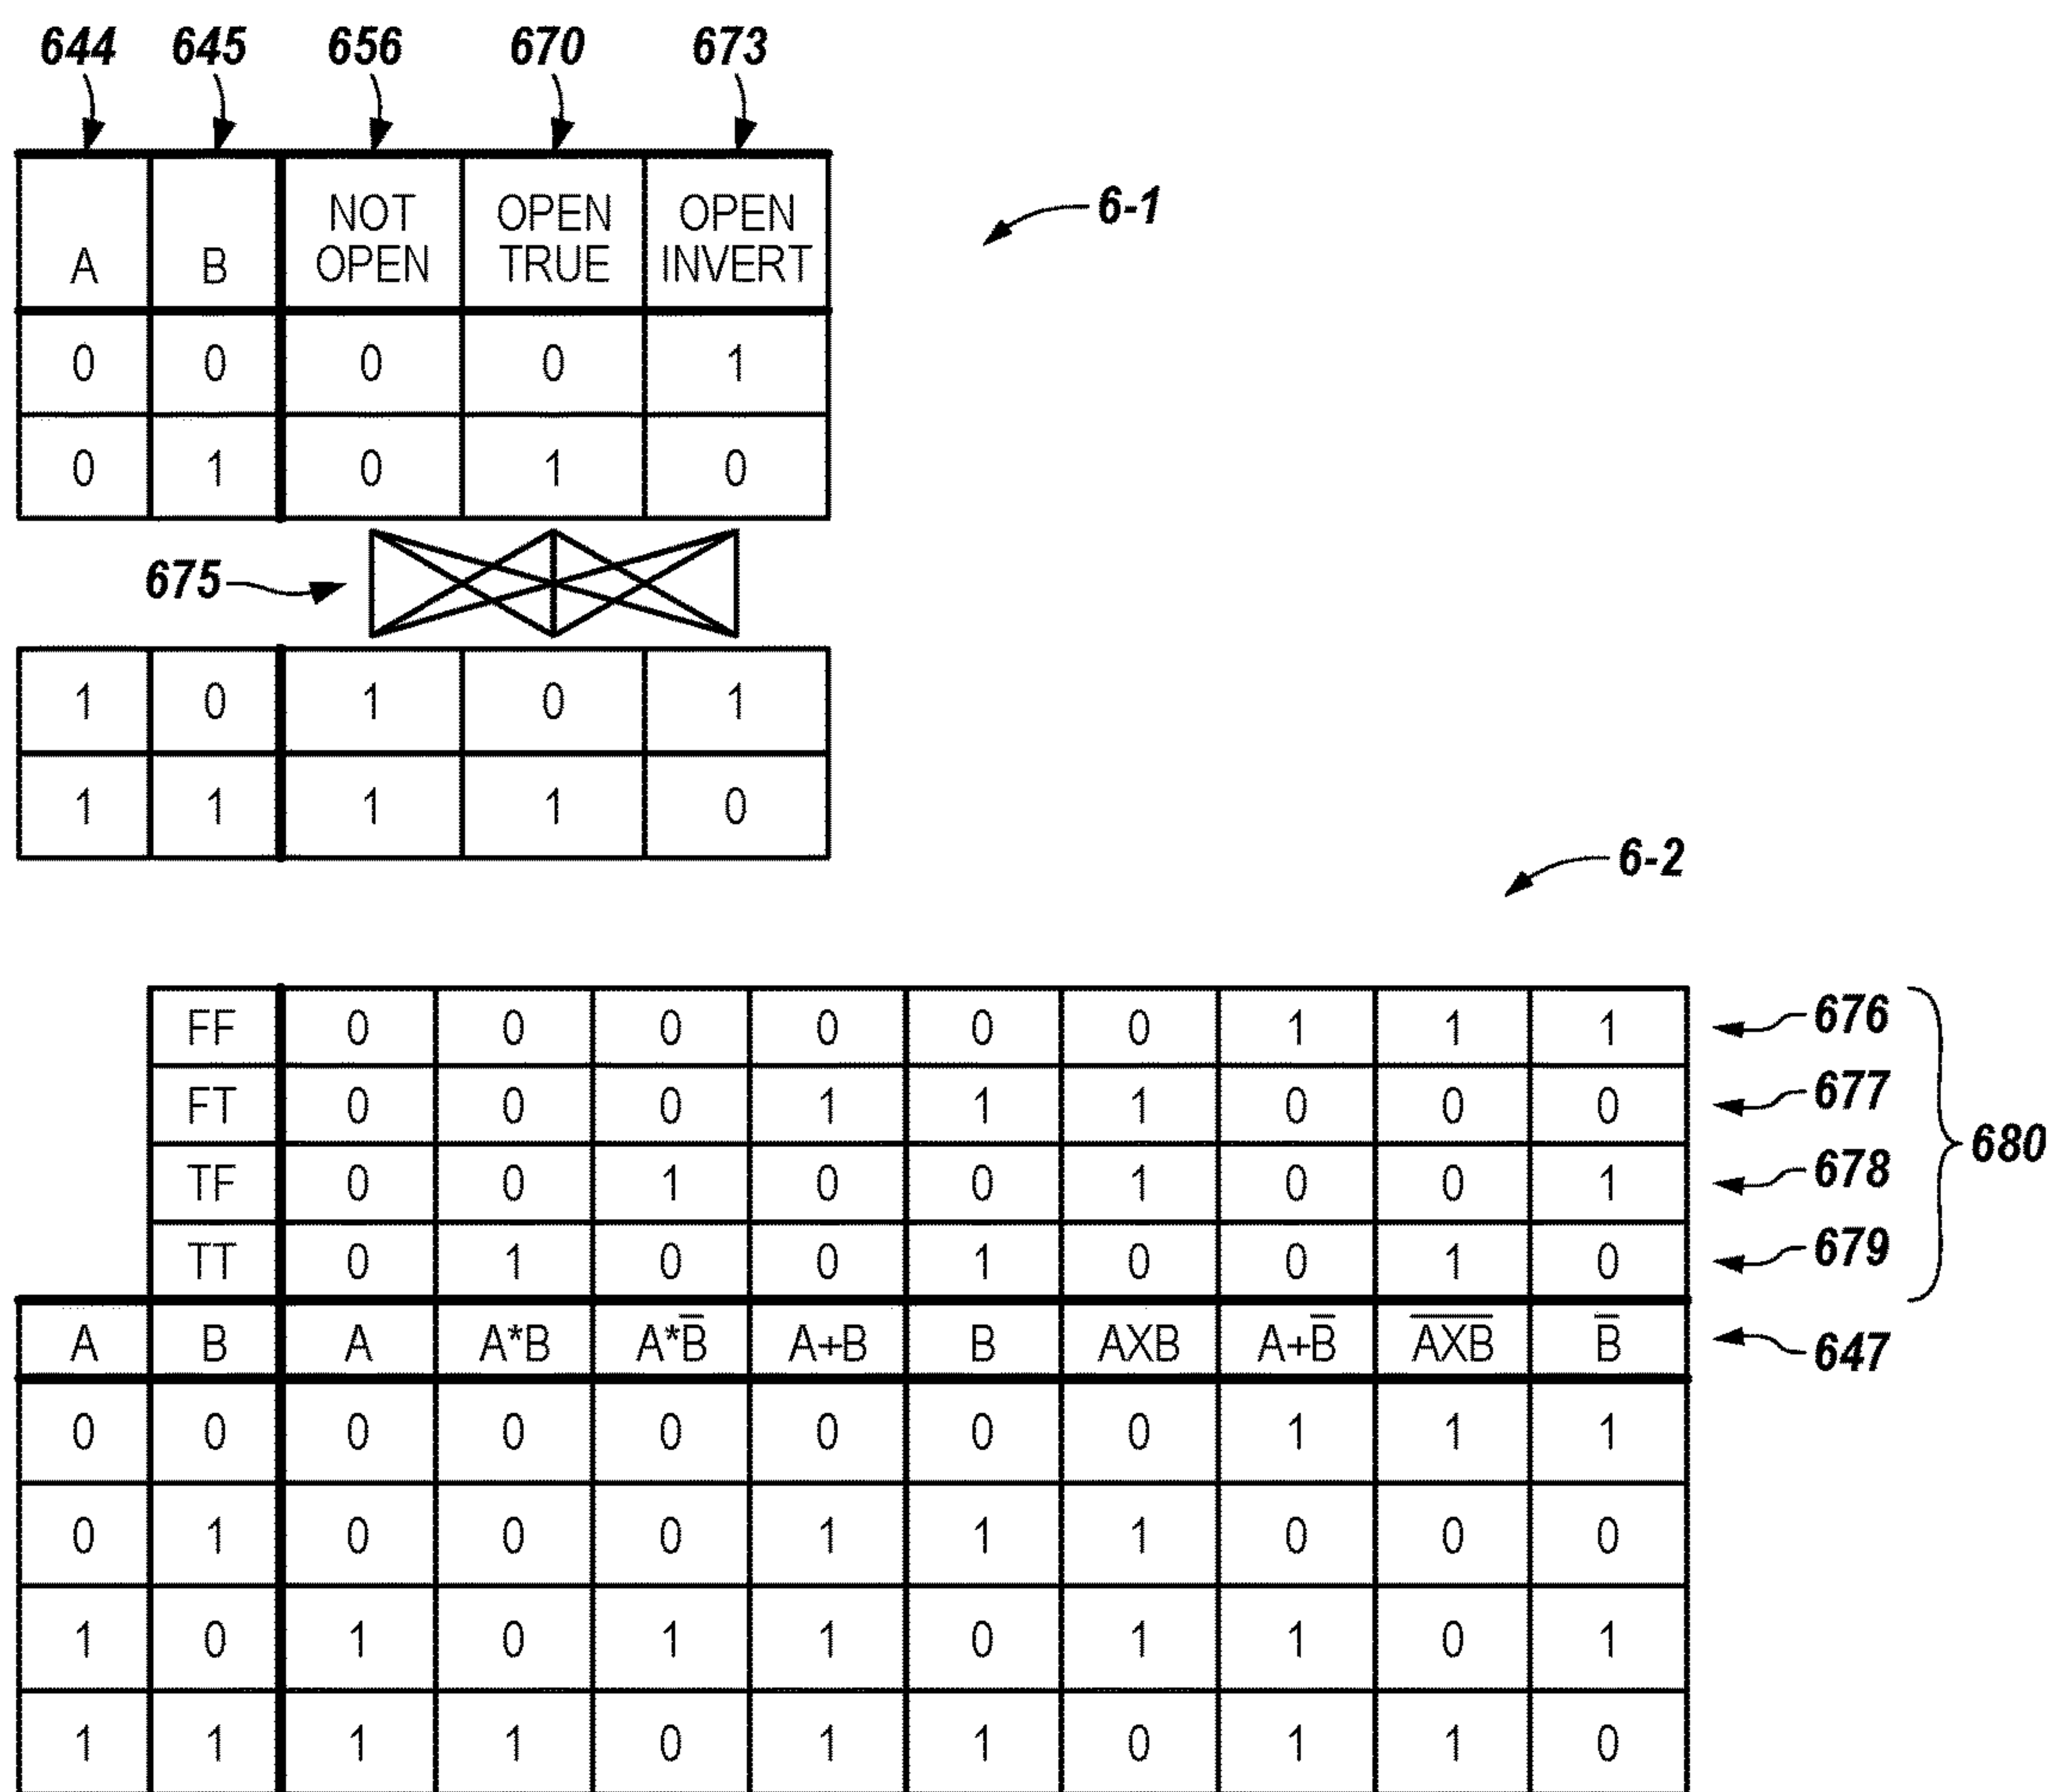 644 645 656 670 673
A B NOT OPEN OPEN TRUE OPEN INVERT
6-1
0 0 0 0 1
0 1 0 1 0
675
1 0 1 0 1
1 1 1 1 0
6-2
FF 0 0 0 0 0 0 1 1 1 676
FT 0 0 0 1 1 1 0 0 0 677
680
TF 0 0 1 0 0 1 0 0 1 678
TT 0 1 0 0 1 0 0 1 0 679
A B A A*B A*B̅ A+B B AXB A+B̅ A̅X̅B̅ B̅ 647
0 0 0 0 0 0 0 0 1 1 1
0 1 0 0 0 1 1 1 0 0 0
1 0 1 0 1 1 0 1 1 0 1
1 1 1 1 0 1 1 0 1 1 0